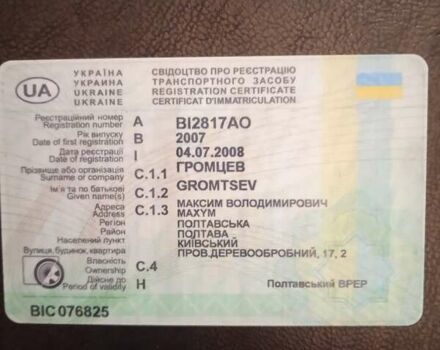 УКРАЇНА
УКРАИНА
UKRAINE
UKRAINE
СВІДОЦТВО ПРО РЕЄСТРАЦІЮ
ТРАНСПОРТНОГО ЗАСОБУ
REGISTRATION CERTIFICATE
CERTIFICAT D'IMMATRICULATION
UA
Реєстраційний номер
Registration number A BI2817AO
Рік випуску
Date of first registration B 2007
Дата реєстрації
Date of registration I 04.07.2008
Прізвище або організація
Surname or company C.1.1 ГРОМЦЕВ
GROMTSEV
Ім'я та по батькові
Given name(s) C.1.2 МАКСИМ ВОЛОДИМИРОВИЧ
MAXYM
Адреса
Address C.1.3 ПОЛТАВСЬКА
Регіон ПОЛТАВА
Район КИЇВСЬКИЙ
Населений пункт ПРОВ.ДЕРЕВООБРОБНИЙ, 17, 2
Вулиця, будинок, квартира
Власність
Ownership C.4
Дійсне до
Period of validity H Полтавський ВРЕР
BIC 076825